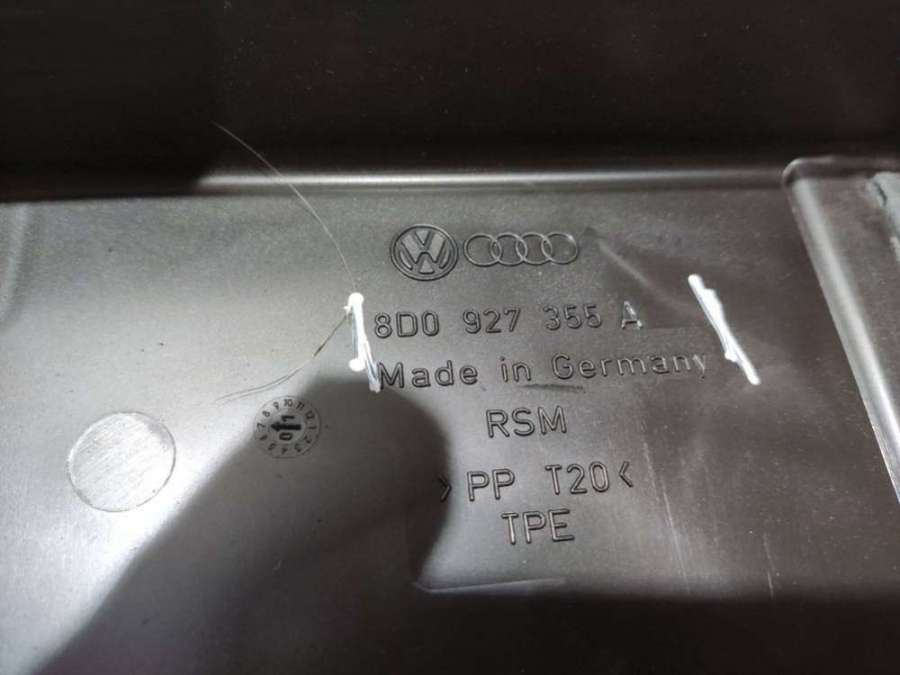 8D0 927 355 A
Made in Germany
RSM
>PP T20<
TPE